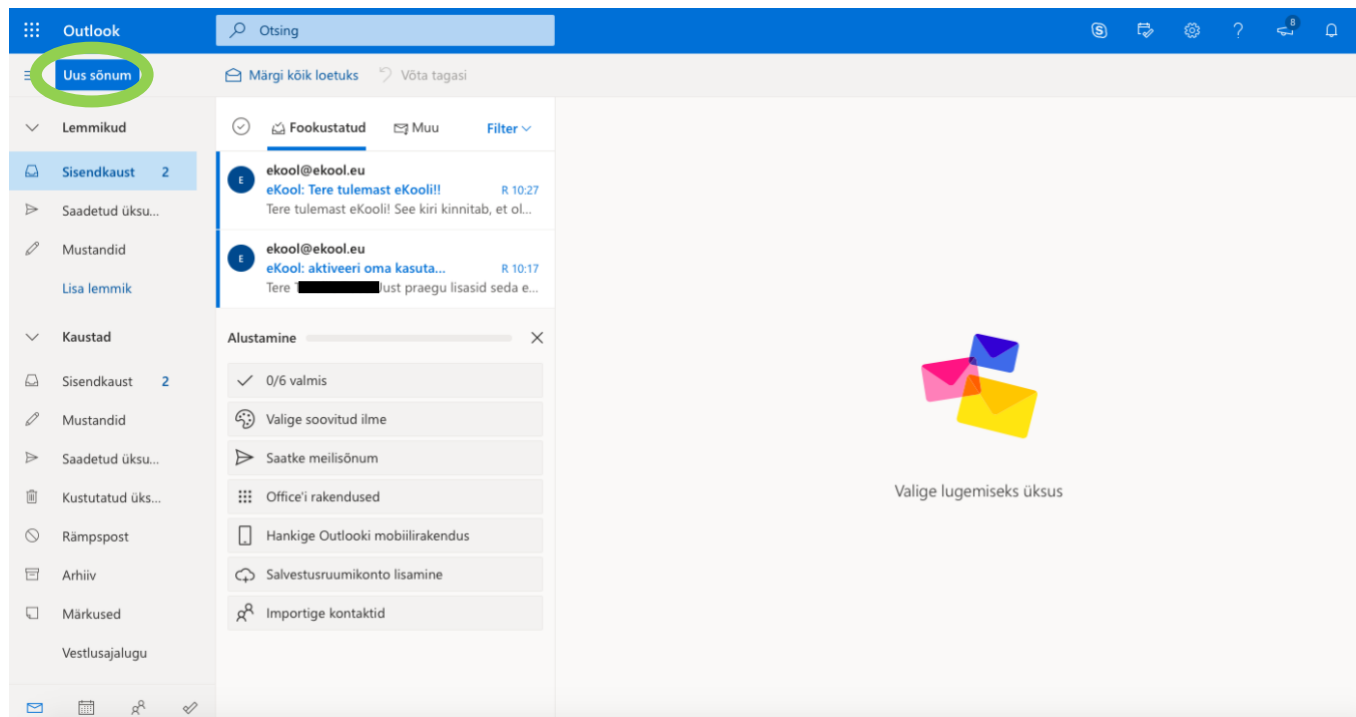 Outlook
Otsing
8
Uus sõnum
Märgi kõik loetuks
Võta tagasi
Lemmikud
Sisendkaust 2
Saadetud üksu...
Mustandid
Lisa lemmik
Kaustad
Sisendkaust 2
Mustandid
Saadetud üksu...
Kustutatud üks...
Rämpspost
Arhiiv
Märkused
Vestlusajalugu
Fookustatud
Muu
Filter
E
ekool@ekool.eu
eKool: Tere tulemast eKooli!! R 10:27
Tere tulemast eKooli! See kiri kinnitab, et ol...
E
ekool@ekool.eu
eKool: aktiveeri oma kasuta... R 10:17
Tere Just praegu lisasid seda e...
Alustamine
0/6 valmis
Valige soovitud ilme
Saatke meilisõnum
Office'i rakendused
Hankige Outlooki mobiilirakendus
Salvestusruumikonto lisamine
Importige kontaktid
Valige lugemiseks üksus